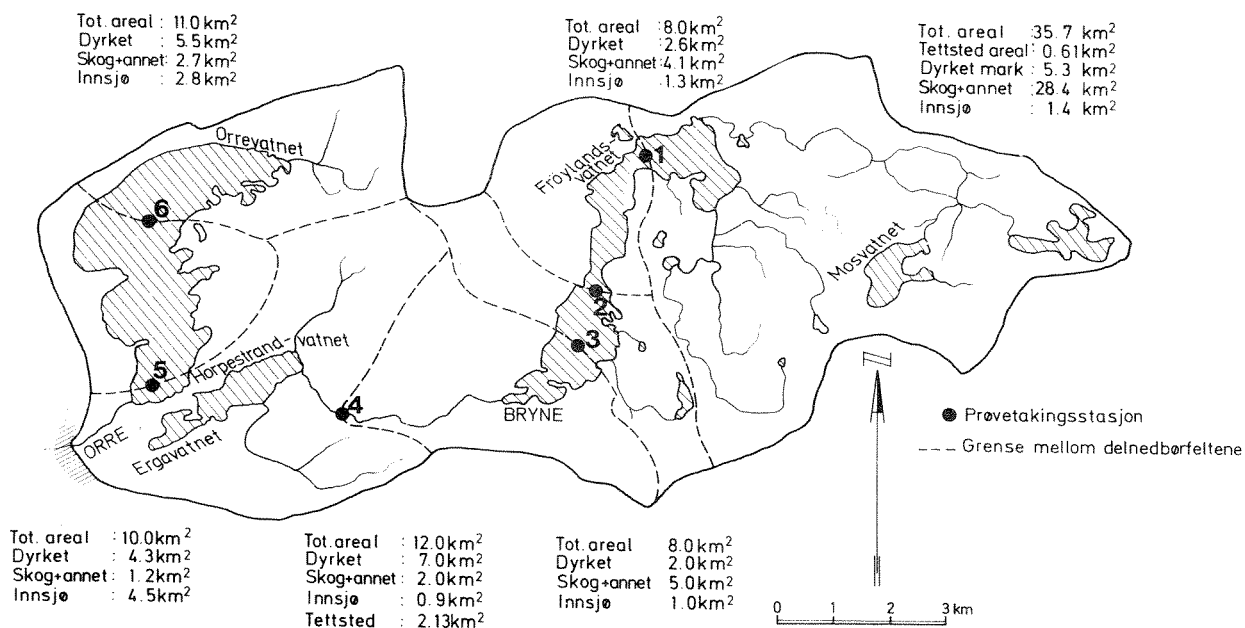 Tot. areal : 11.0 km²
Dyrket : 5.5 km²
Skog+annet : 2.7 km²
Innsjø : 2.8 km²
Tot. areal : 8.0 km²
Dyrket : 2.6 km²
Skog+annet : 4.1 km²
Innsjø : 1.3 km²
Tot. areal : 35.7 km²
Tettsted areal : 0.61 km²
Dyrket mark : 5.3 km²
Skog+annet : 28.4 km²
Innsjø : 1.4 km²
Orrevatnet
Frøylands-
vatnet
1
6
Mosvatnet
2
3
Horpestrand-vatnet
5
4
BRYNE
ORRE
Ergavatnet
N
● Prøvetakingsstasjon
--- Grense mellom delnedbørfeltene
Tot. areal : 10.0 km²
Dyrket : 4.3 km²
Skog+annet : 1.2 km²
Innsjø : 4.5 km²
Tot. areal : 12.0 km²
Dyrket : 7.0 km²
Skog+annet : 2.0 km²
Innsjø : 0.9 km²
Tettsted : 2.13 km²
Tot. areal 8.0 km²
Dyrket : 2.0 km²
Skog+annet : 5.0 km²
Innsjø : 1.0 km²
0 1 2 3 km